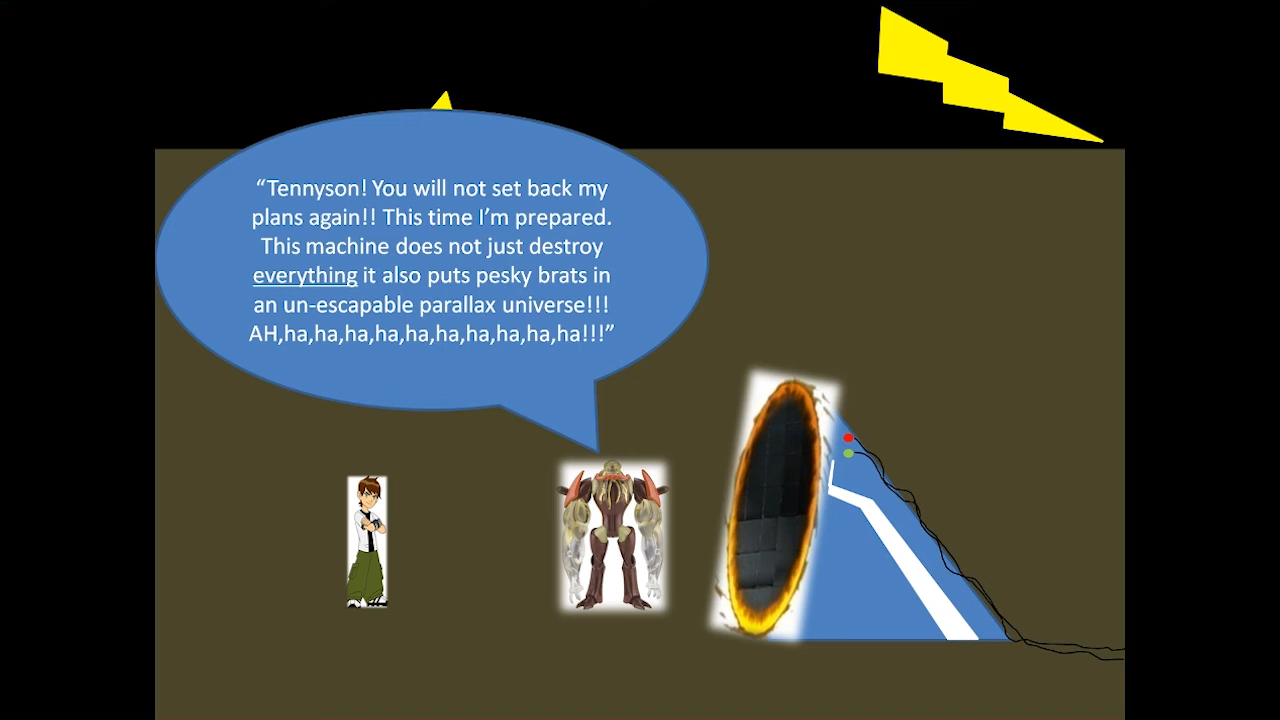 “Tennyson! You will not set back my
plans again!! This time I’m prepared.
This machine does not just destroy
everything it also puts pesky brats in
an un-escapable parallax universe!!!
AH,ha,ha,ha,ha,ha,ha,ha,ha,ha,ha!!!”